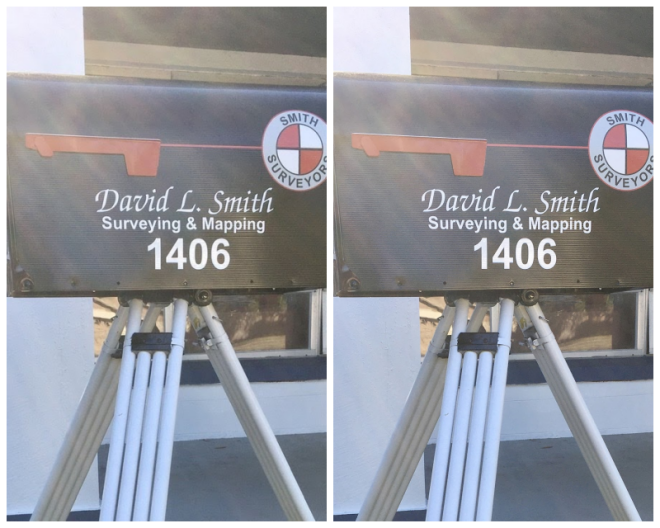 SMITH
SURVEYORS
David L. Smith
Surveying & Mapping
1406
SMITH
SURVEYORS
David L. Smith
Surveying & Mapping
1406